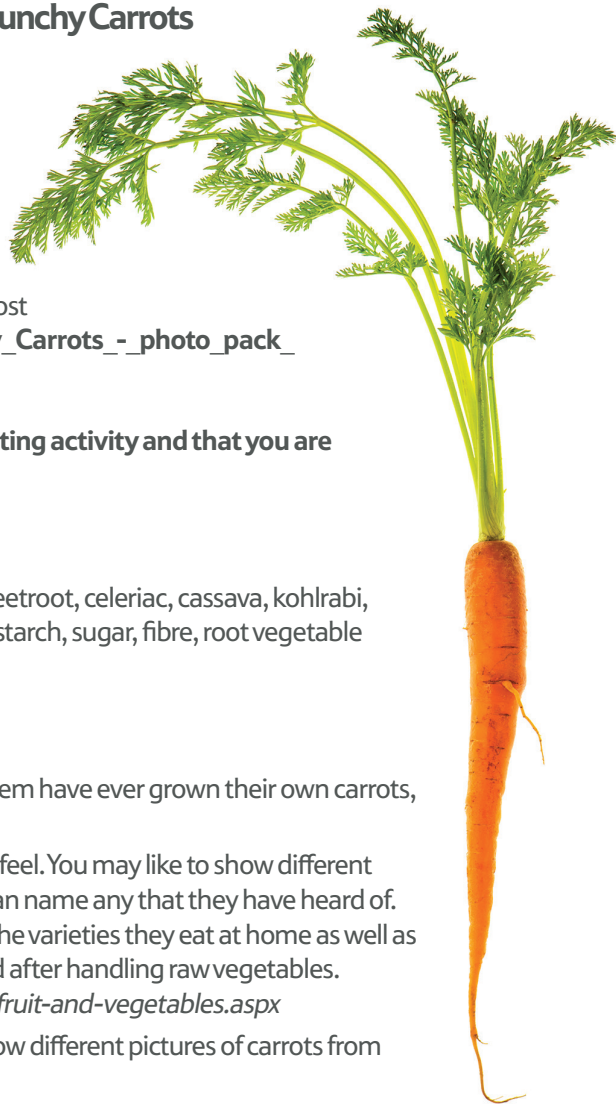 unchy Carrots
ost
y_Carrots_-_photo_pack_
ting activity and that you are
eetroot, celeriac, cassava, kohlrabi,
starch, sugar, fibre, root vegetable
em have ever grown their own carrots,
feel. You may like to show different
an name any that they have heard of.
he varieties they eat at home as well as
d after handling raw vegetables.
fruit-and-vegetables.aspx
ow different pictures of carrots from